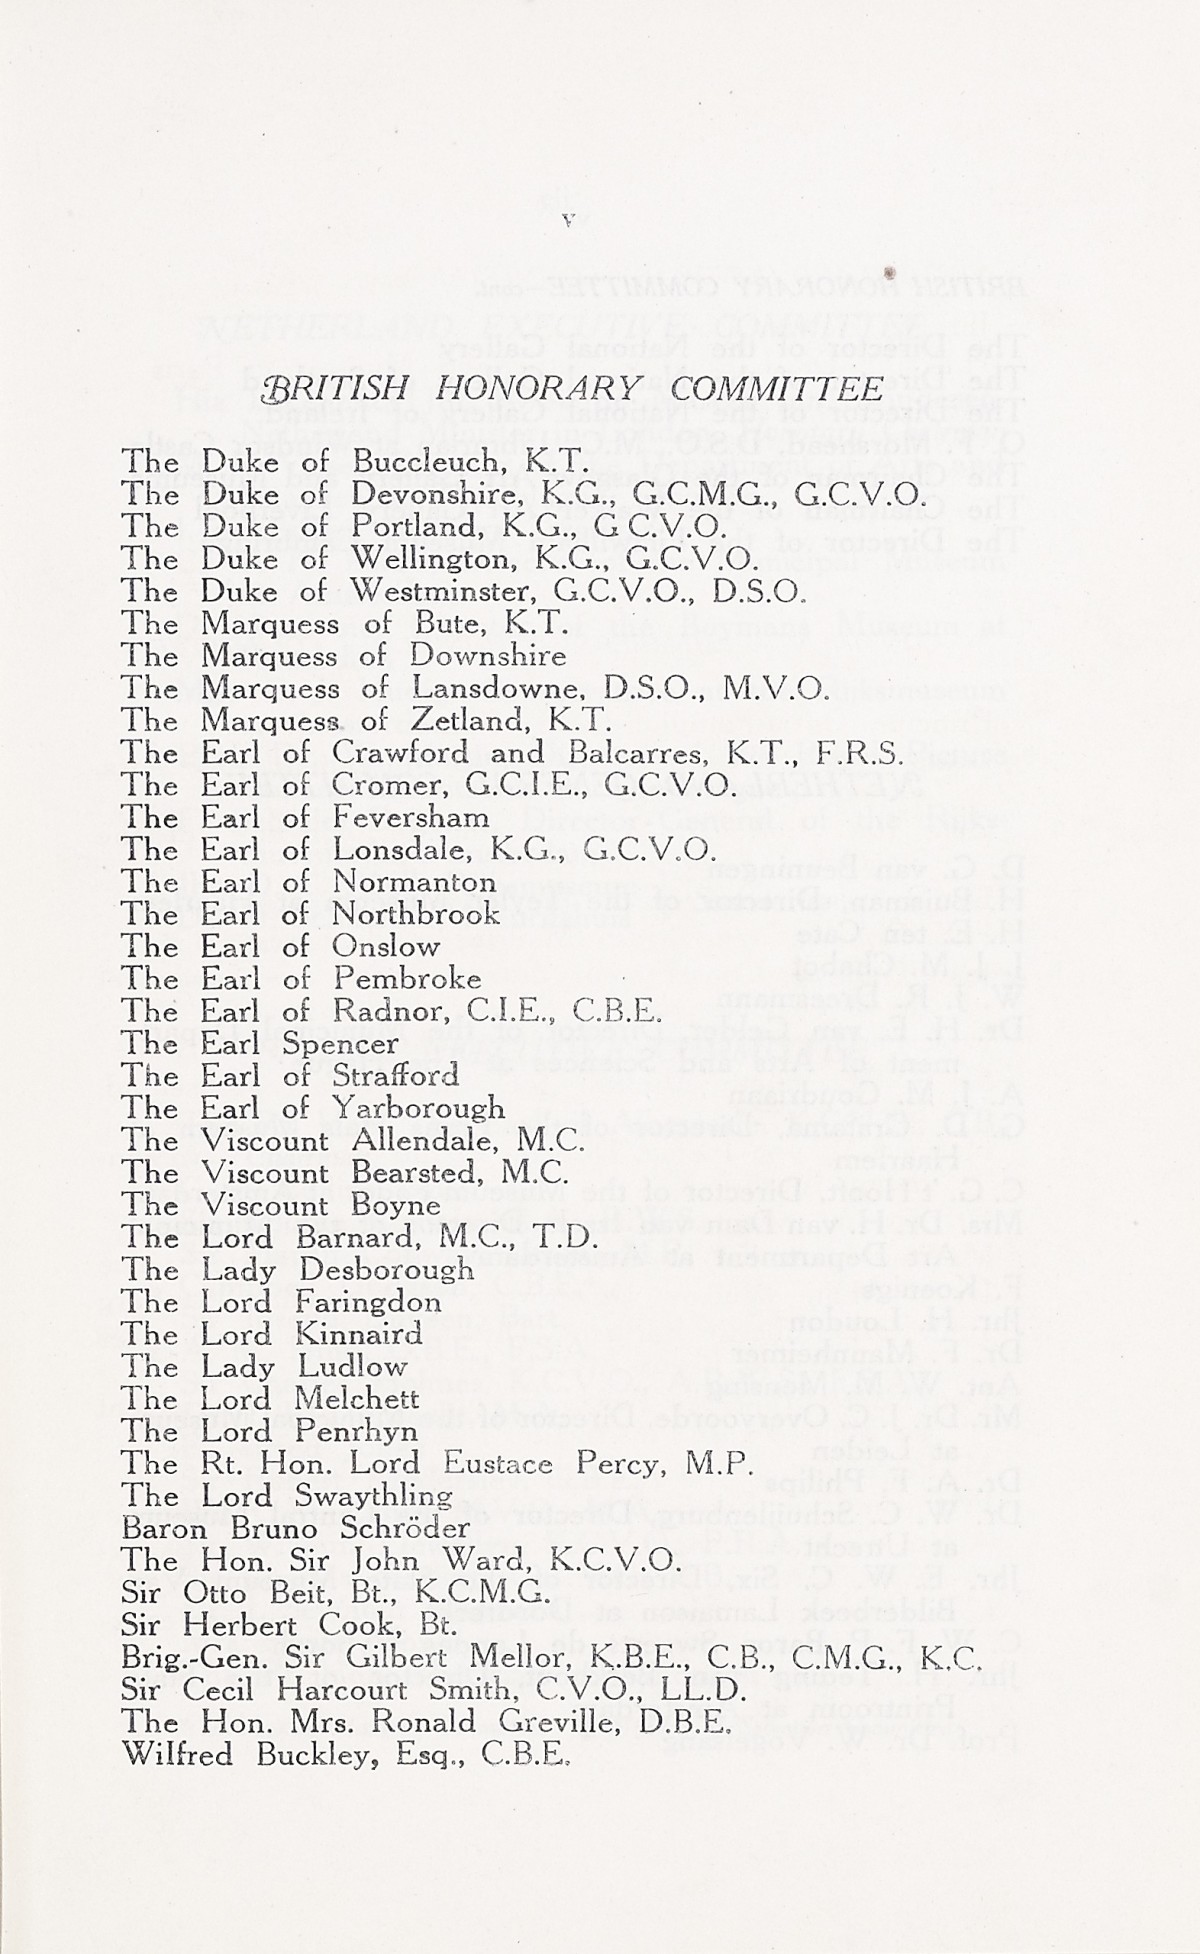 v
BRITISH HONORARY COMMITTEE
The Duke of Buccleuch, K.T.
The Duke of Devonshire, K.G., G.C.M.G., G.C.V.O.
The Duke of Portland, K.G., G.C.V.O.
The Duke of Wellington, K.G., G.C.V.O.
The Duke of Westminster, G.C.V.O., D.S.O.
The Marquess of Bute, K.T.
The Marquess of Downshire
The Marquess of Lansdowne, D.S.O., M.V.O.
The Marquess of Zetland, K.T.
The Earl of Crawford and Balcarres, K.T., F.R.S.
The Earl of Cromer, G.C.I.E., G.C.V.O.
The Earl of Feversham
The Earl of Lonsdale, K.G., G.C.V.O.
The Earl of Normanton
The Earl of Northbrook
The Earl of Onslow
The Earl of Pembroke
The Earl of Radnor, C.I.E., C.B.E.
The Earl Spencer
The Earl of Strafford
The Earl of Yarborough
The Viscount Allendale, M.C.
The Viscount Bearsted, M.C.
The Viscount Boyne
The Lord Barnard, M.C., T.D.
The Lady Desborough
The Lord Faringdon
The Lord Kinnaird
The Lady Ludlow
The Lord Melchett
The Lord Penrhyn
The Rt. Hon. Lord Eustace Percy, M.P.
The Lord Swaythling
Baron Bruno Schröder
The Hon. Sir John Ward, K.C.V.O.
Sir Otto Beit, Bt., K.C.M.G.
Sir Herbert Cook, Bt.
Brig.-Gen. Sir Gilbert Mellor, K.B.E., C.B., C.M.G., K.C.
Sir Cecil Harcourt Smith, C.V.O., LL.D.
The Hon. Mrs. Ronald Greville, D.B.E.
Wilfred Buckley, Esq., C.B.E.